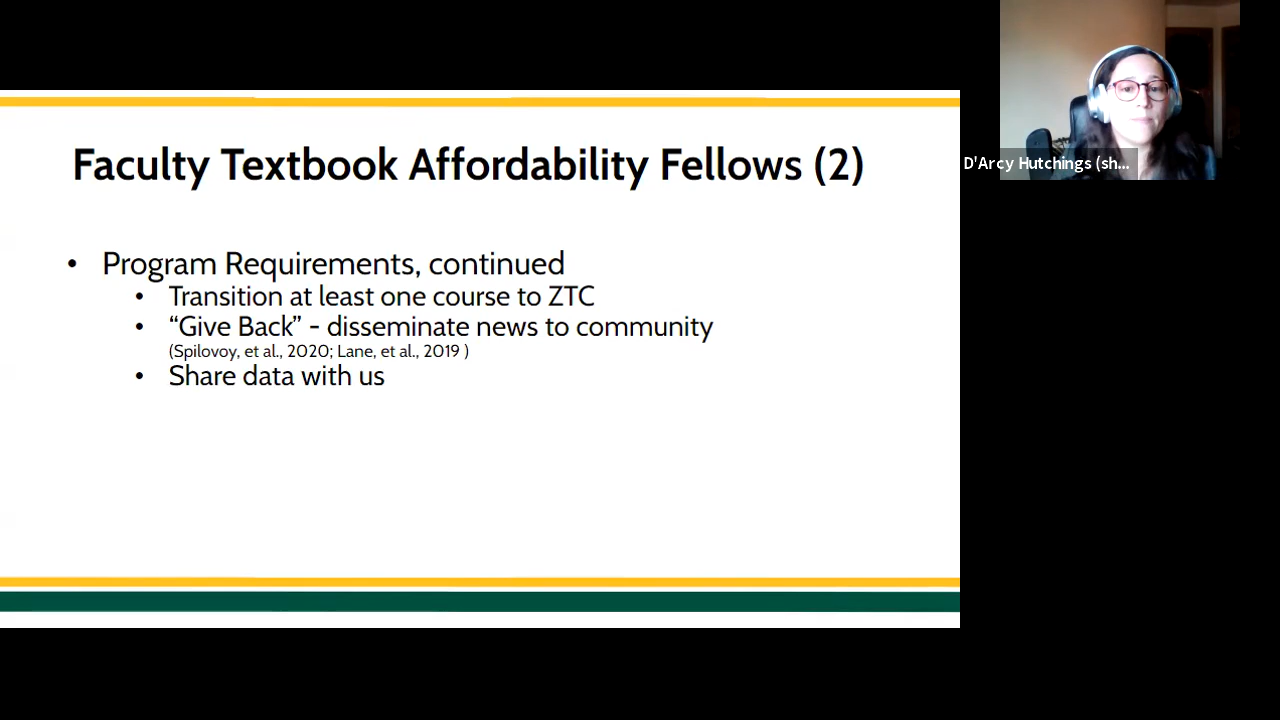 Faculty Textbook Affordability Fellows (2)
• Program Requirements, continued
• Transition at least one course to ZTC
• “Give Back” - disseminate news to community
(Spilovoy, et al., 2020; Lane, et al., 2019 )
• Share data with us
D'Arcy Hutchings (sh...